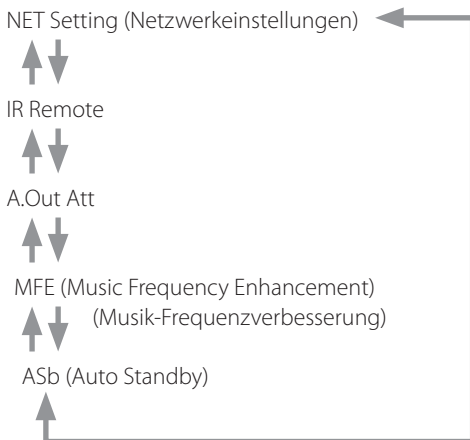 NET Setting (Netzwerkeinstellungen)
IR Remote
A.Out Att
MFE (Music Frequency Enhancement)
(Musik-Frequenzverbesserung)
ASb (Auto Standby)